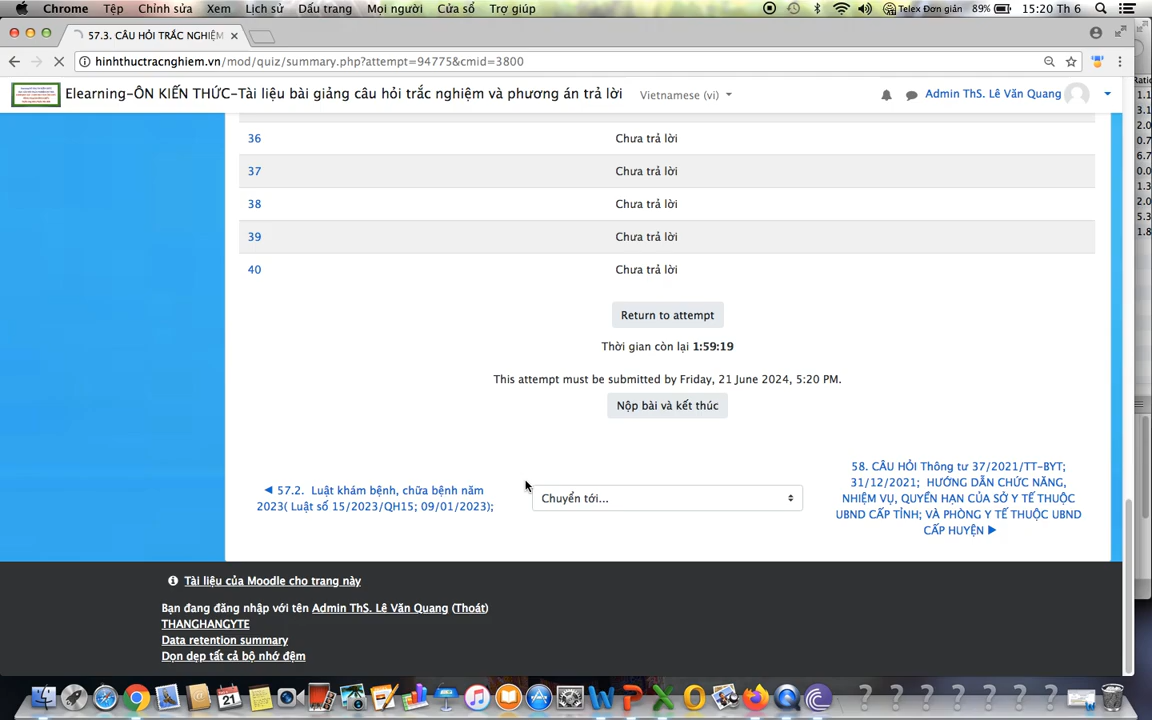 Chrome Tệp Chỉnh sửa Xem Lịch sử Dấu trang Mọi người Cửa sổ Trợ giúp Telex Đơn giản 89% 15:20 Th 6
57.3. CÂU HỎI TRẮC NGHIỆM
hinhthuctracnghiem.vn/mod/quiz/summary.php?attempt=94775&cmid=3800
Elearning-ÔN KIẾN THỨC-Tài liệu bài giảng câu hỏi trắc nghiệm và phương án trả lời Vietnamese (vi) Admin ThS. Lê Văn Quang
36 Chưa trả lời
37 Chưa trả lời
38 Chưa trả lời
39 Chưa trả lời
40 Chưa trả lời
Return to attempt
Thời gian còn lại 1:59:19
This attempt must be submitted by Friday, 21 June 2024, 5:20 PM.
Nộp bài và kết thúc
◄ 57.2. Luật khám bệnh, chữa bệnh năm
2023( Luật số 15/2023/QH15; 09/01/2023);
Chuyển tới...
58. CÂU HỎI Thông tư 37/2021/TT-BYT;
31/12/2021; HƯỚNG DẪN CHỨC NĂNG,
NHIỆM VỤ, QUYỀN HẠN CỦA SỞ Y TẾ THUỘC
UBND CẤP TỈNH; VÀ PHÒNG Y TẾ THUỘC UBND
CẤP HUYỆN ►
Tài liệu của Moodle cho trang này
Bạn đang đăng nhập với tên Admin ThS. Lê Văn Quang (Thoát)
THANGHANGYTE
Data retention summary
Dọn dẹp tất cả bộ nhớ đệm